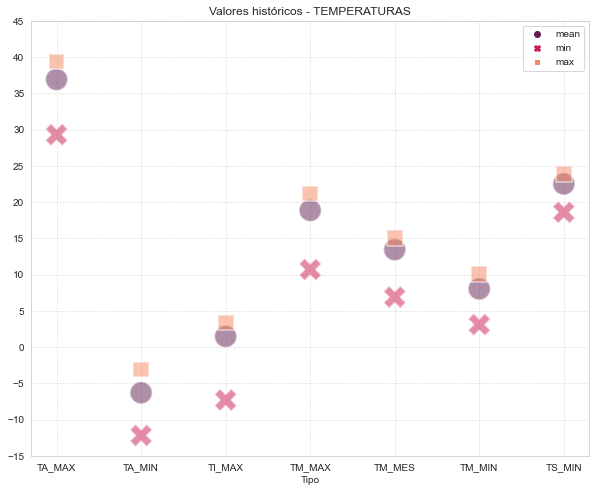 Valores históricos - TEMPERATURAS
mean
min
max
45
40
35
30
25
20
15
10
5
0
−5
−10
−15
TA_MAX TA_MIN TI_MAX TM_MAX TM_MES TM_MIN TS_MIN
Tipo